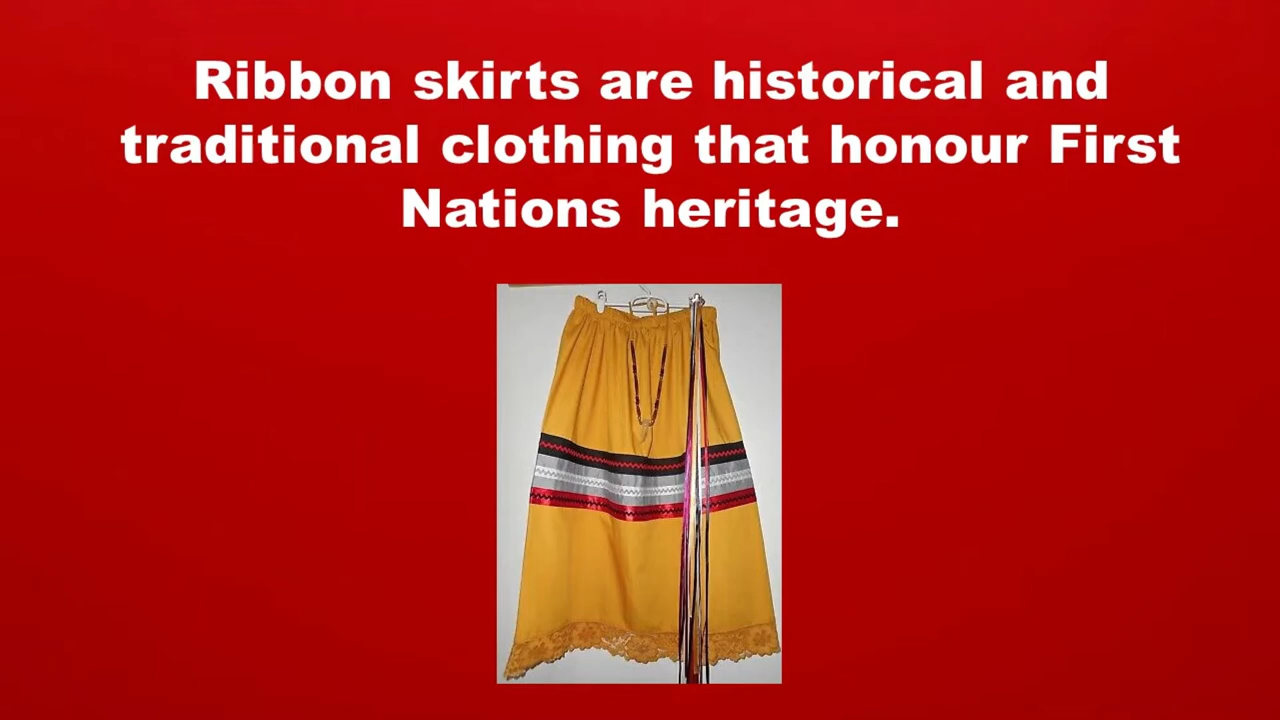 Ribbon skirts are historical and
traditional clothing that honour First
Nations heritage.